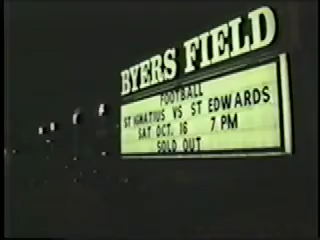 BYERS FIELD
FOOTBALL
ST IGNATIUS VS ST EDWARDS
SAT OCT. 16 7 PM
SOLD OUT